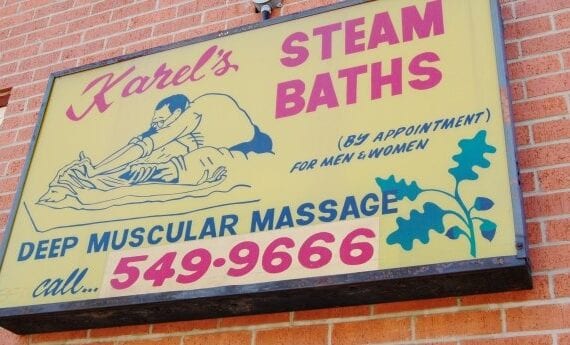 Karel's
STEAM
BATHS
(BY APPOINTMENT)
FOR MEN & WOMEN
DEEP MUSCULAR MASSAGE
call... 549-9666